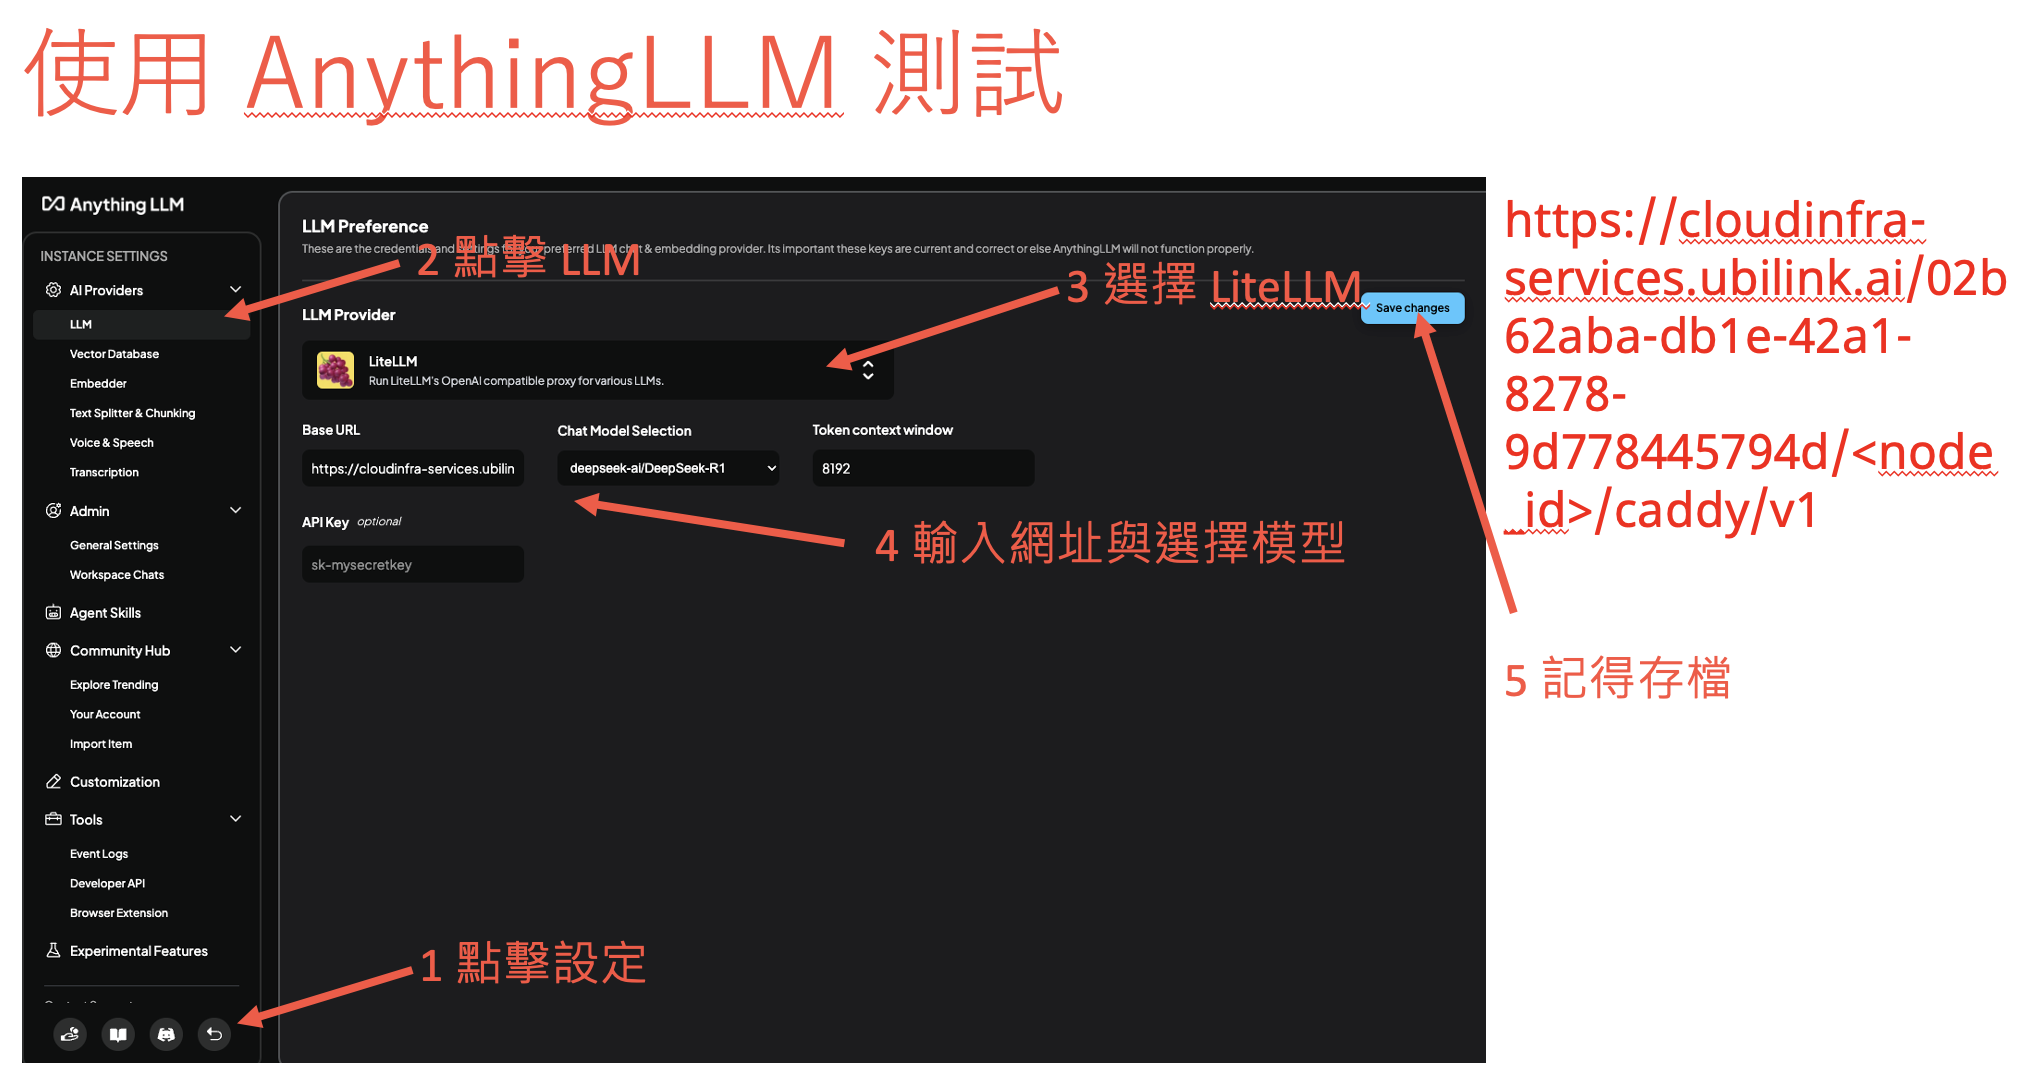 使用 AnythingLLM 測試
Anything LLM
INSTANCE SETTINGS
AI Providers
LLM
Vector Database
Embedder
Text Splitter & Chunking
Voice & Speech
Transcription
Admin
General Settings
Workspace Chats
Agent Skills
Community Hub
Explore Trending
Your Account
Import Item
Customization
Tools
Event Logs
Developer API
Browser Extension
Experimental Features
LLM Preference
These are the credentials and settings for your preferred LLM chat & embedding provider. Its important these keys are current and correct or else AnythingLLM will not function properly.
2 點擊 LLM
3 選擇 LiteLLM
Save changes
LLM Provider
LiteLLM
Run LiteLLM's OpenAI compatible proxy for various LLMs.
Base URL
Chat Model Selection
Token context window
https://cloudinfra-services.ubilin
deepseek-ai/DeepSeek-R1
8192
API Key optional
sk-mysecretkey
4 輸入網址與選擇模型
1 點擊設定
https://cloudinfra-
services.ubilink.ai/02b
62aba-db1e-42a1-
8278-
9d778445794d/<node
_id>/caddy/v1
5 記得存檔